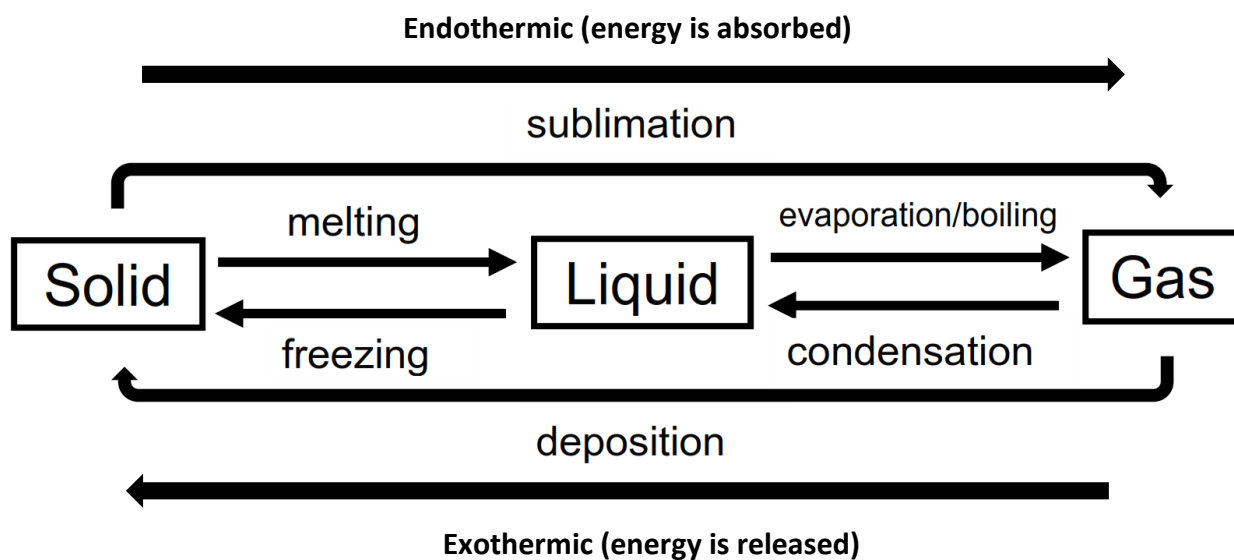 Endothermic (energy is absorbed)
sublimation
melting
evaporation/boiling
Solid
Liquid
Gas
freezing
condensation
deposition
Exothermic (energy is released)